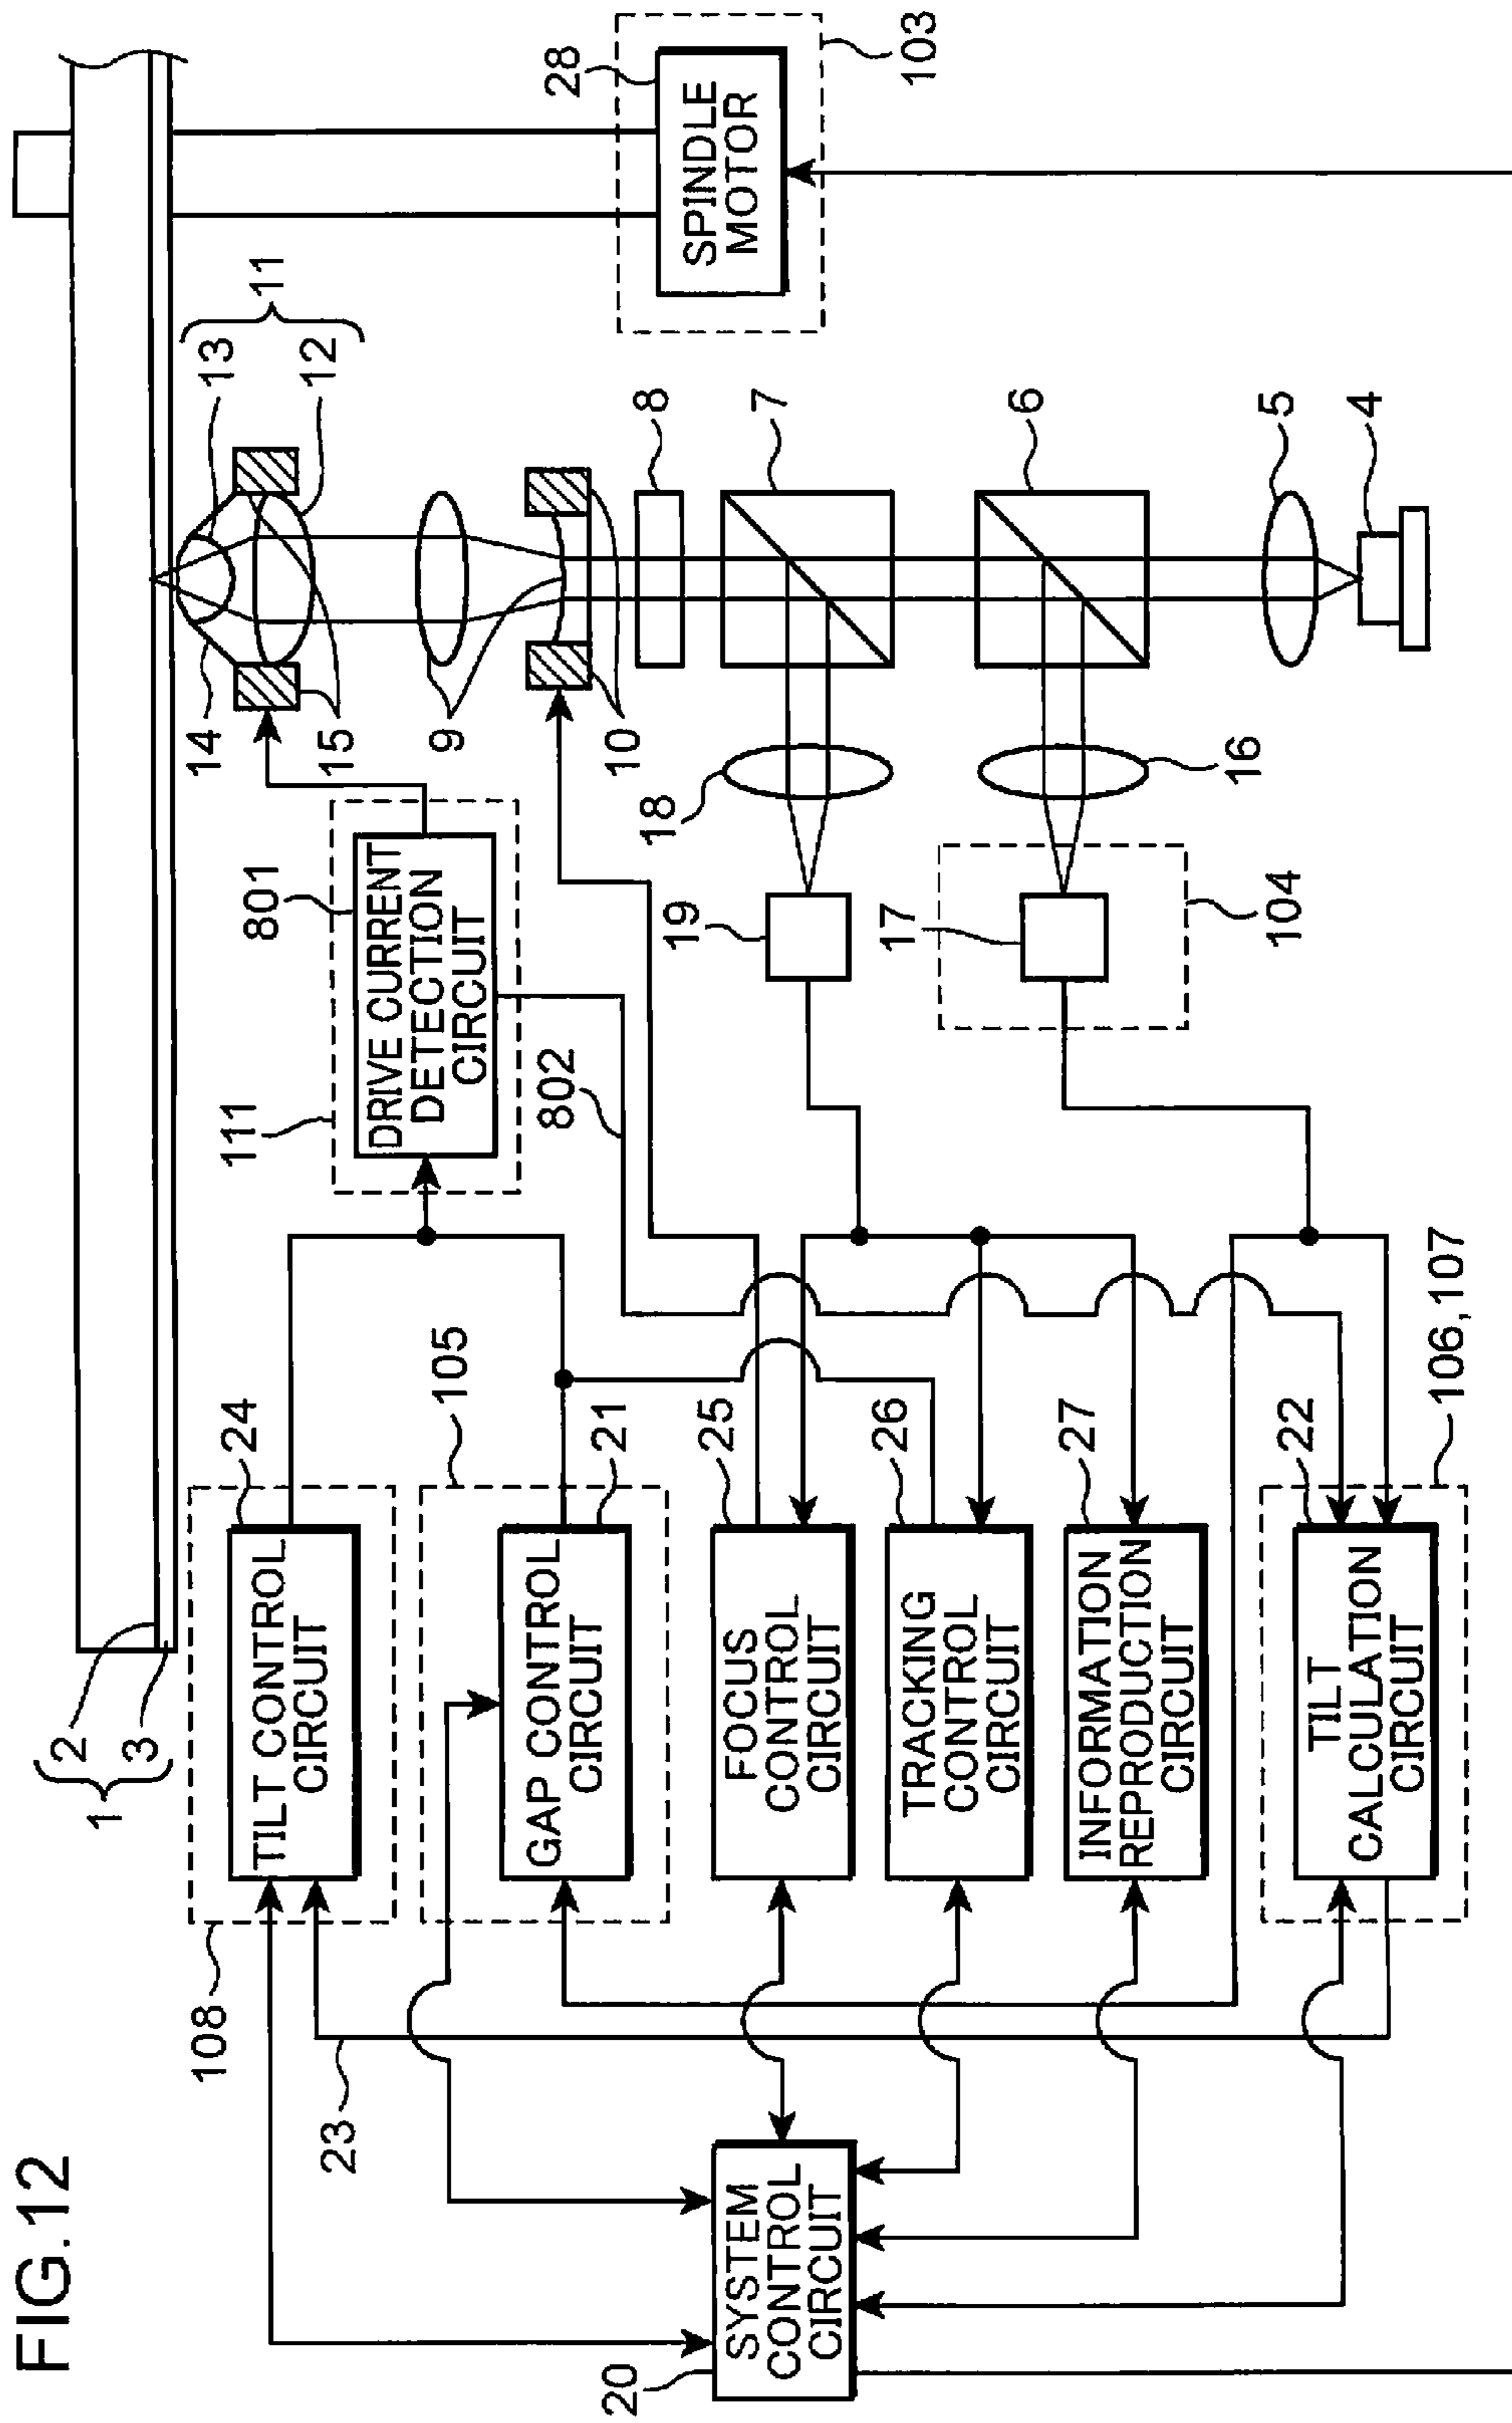 FIG.12
20
SYSTEM
CONTROL
CIRCUIT
23
108
1
2
3
TILT CONTROL
CIRCUIT
24
105
GAP CONTROL
CIRCUIT
21
FOCUS
CONTROL
CIRCUIT
25
TRACKING
CONTROL
CIRCUIT
26
INFORMATION
REPRODUCTION
CIRCUIT
27
TILT
CALCULATION
CIRCUIT
22
106,107
111
801
DRIVE CURRENT
DETECTION
CIRCUIT
802
14
15
9
10
18
19
16
17
104
13
12
11
8
7
6
5
4
28
SPINDLE
MOTOR
103